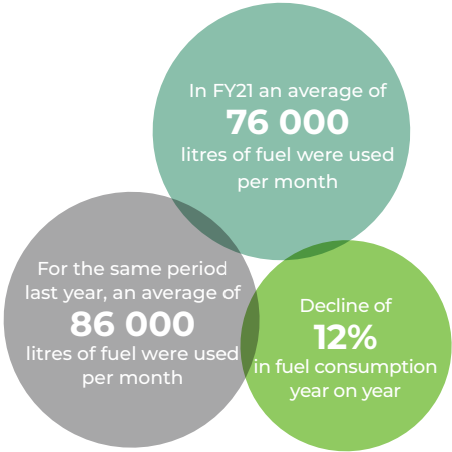 In FY21 an average of
76 000
litres of fuel were used
per month
For the same period
last year, an average of
86 000
litres of fuel were used
per month
Decline of
12%
in fuel consumption
year on year